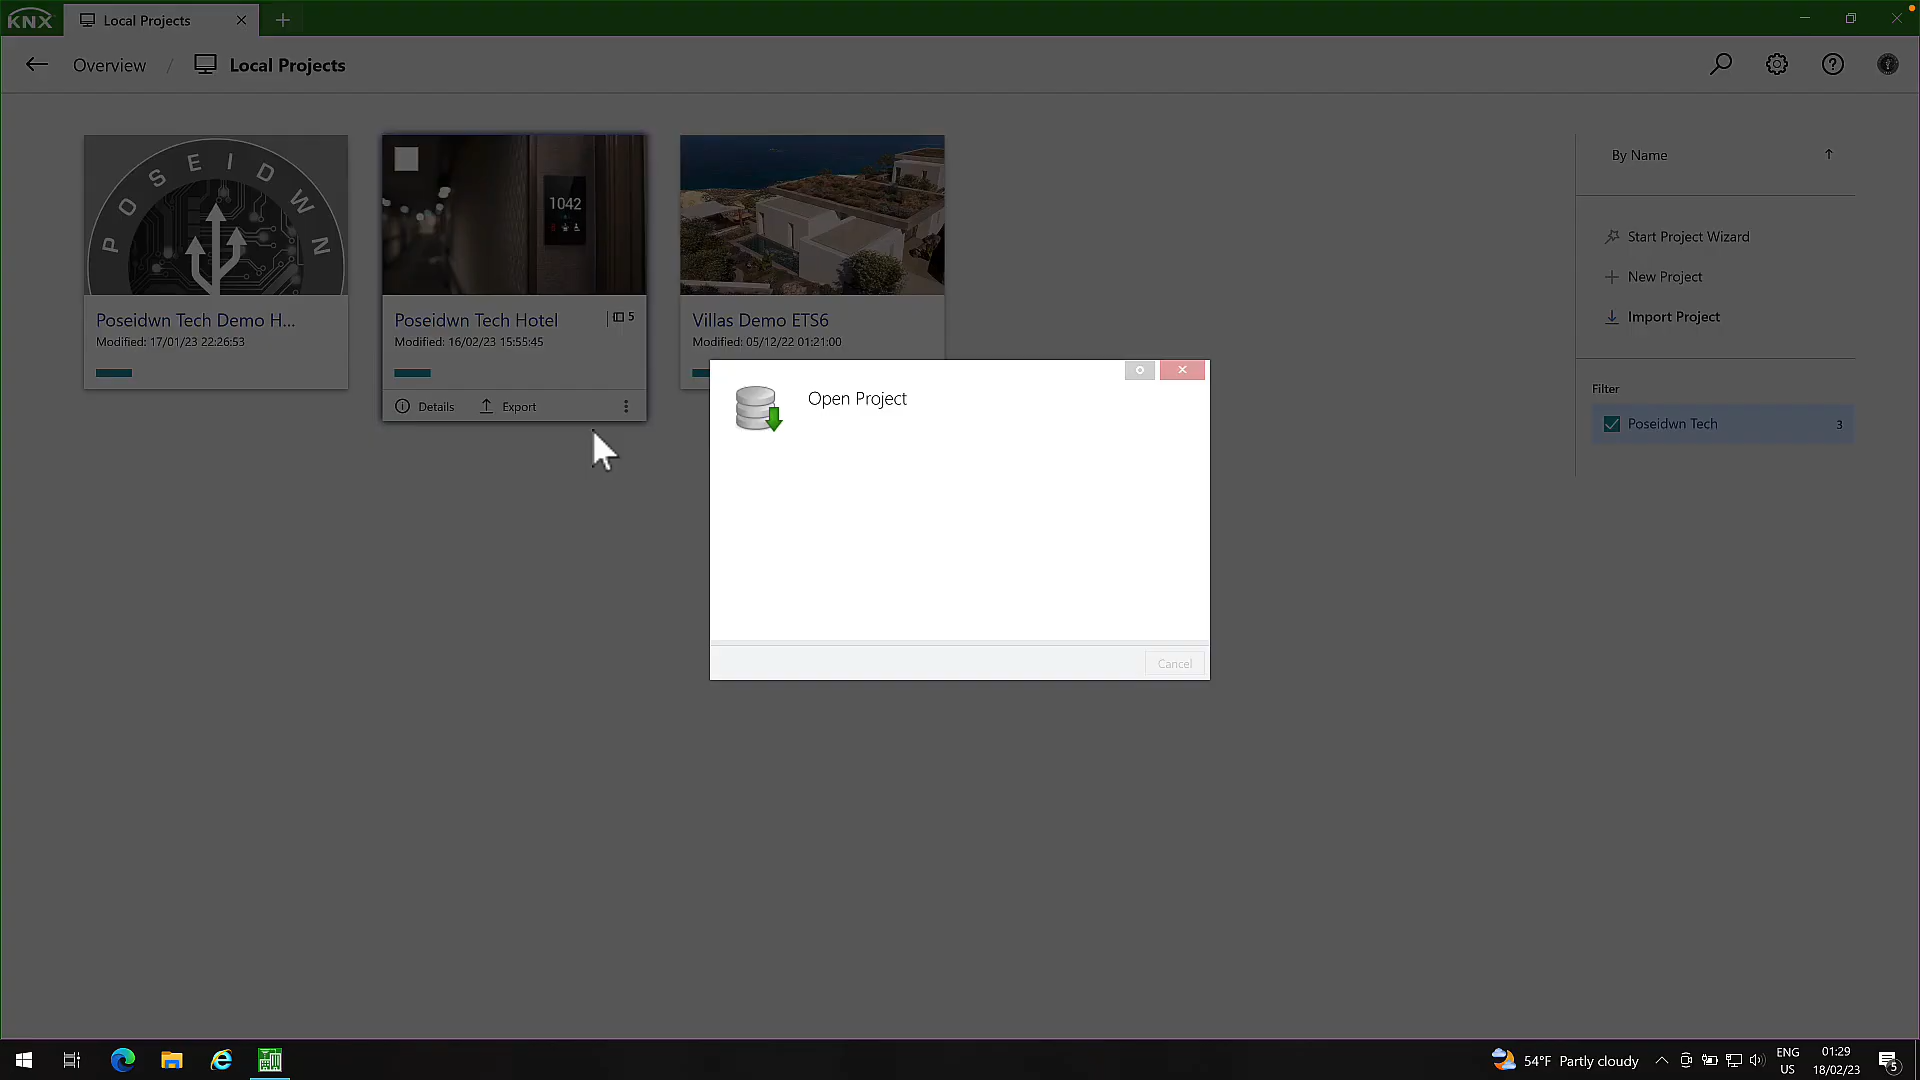 KNX
Local Projects
Overview / Local Projects
POSEIDWN
1042
Poseidwn Tech Demo H...
Modified: 17/01/23 22:26:53
Poseidwn Tech Hotel
5
Modified: 16/02/23 15:55:45
Details
Export
Villas Demo ETS6
Modified: 05/12/22 01:21:00
Open Project
Cancel
By Name
Start Project Wizard
New Project
Import Project
Filter
Poseidwn Tech
3
54°F Partly cloudy
ENG
US
01:29
18/02/23
5